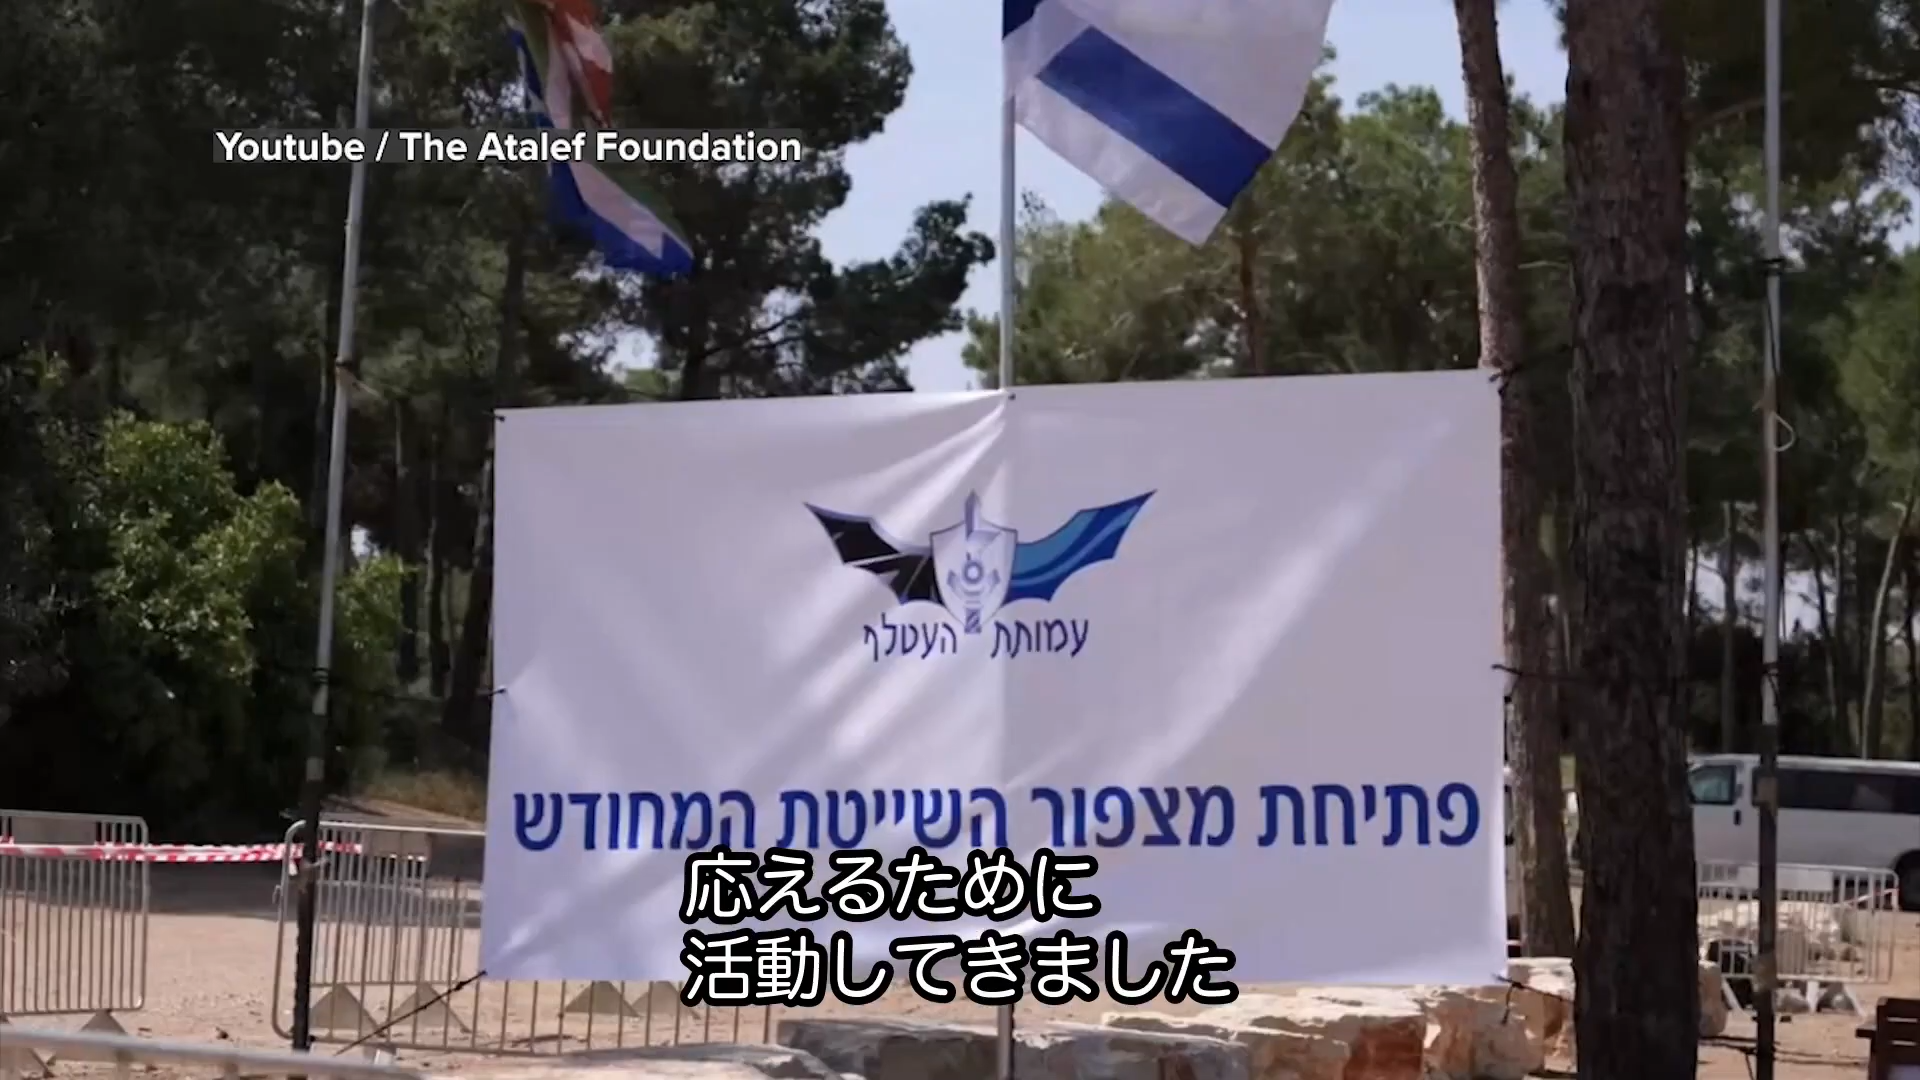 Youtube / The Atalef Foundation
עמותת העטלף
פתיחת מצפור השייטת המחודש
応えるために
活動してきました